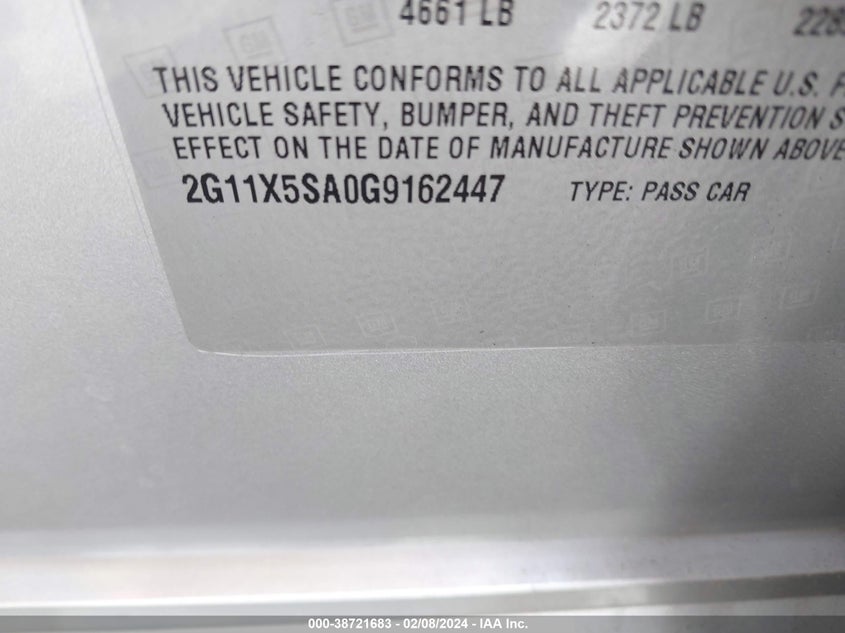 4661 LB 2372 LB
THIS VEHICLE CONFORMS TO ALL APPLICABLE U.S.
VEHICLE SAFETY, BUMPER, AND THEFT PREVENTION S
EFFECT ON THE DATE OF MANUFACTURE SHOWN ABOVE
2G11X5SA0G9162447 TYPE: PASS CAR
GM
000-38721683 - 02/08/2024 - IAA Inc.